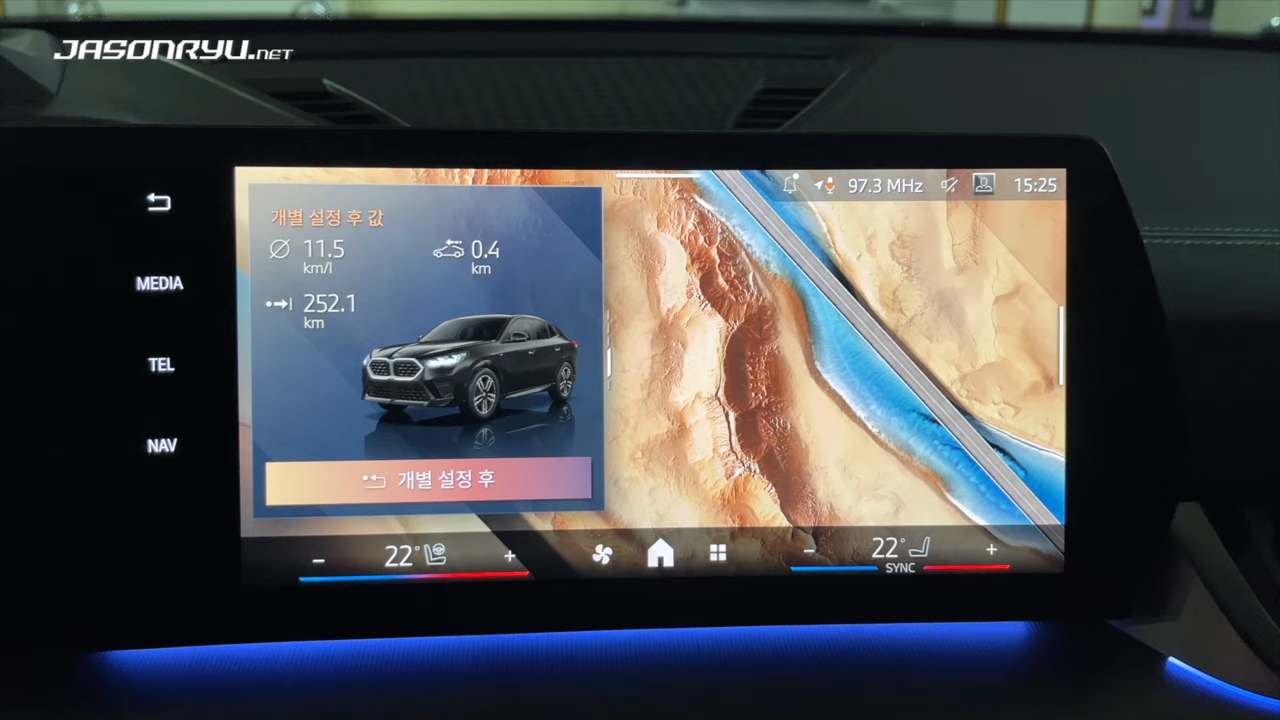 JASONRYU.NET
97.3 MHz
15:25
개별 설정 후 값
11.5
km/l
0.4
km
252.1
km
개별 설정 후
MEDIA
TEL
NAV
− 22° +
− 22° +
SYNC